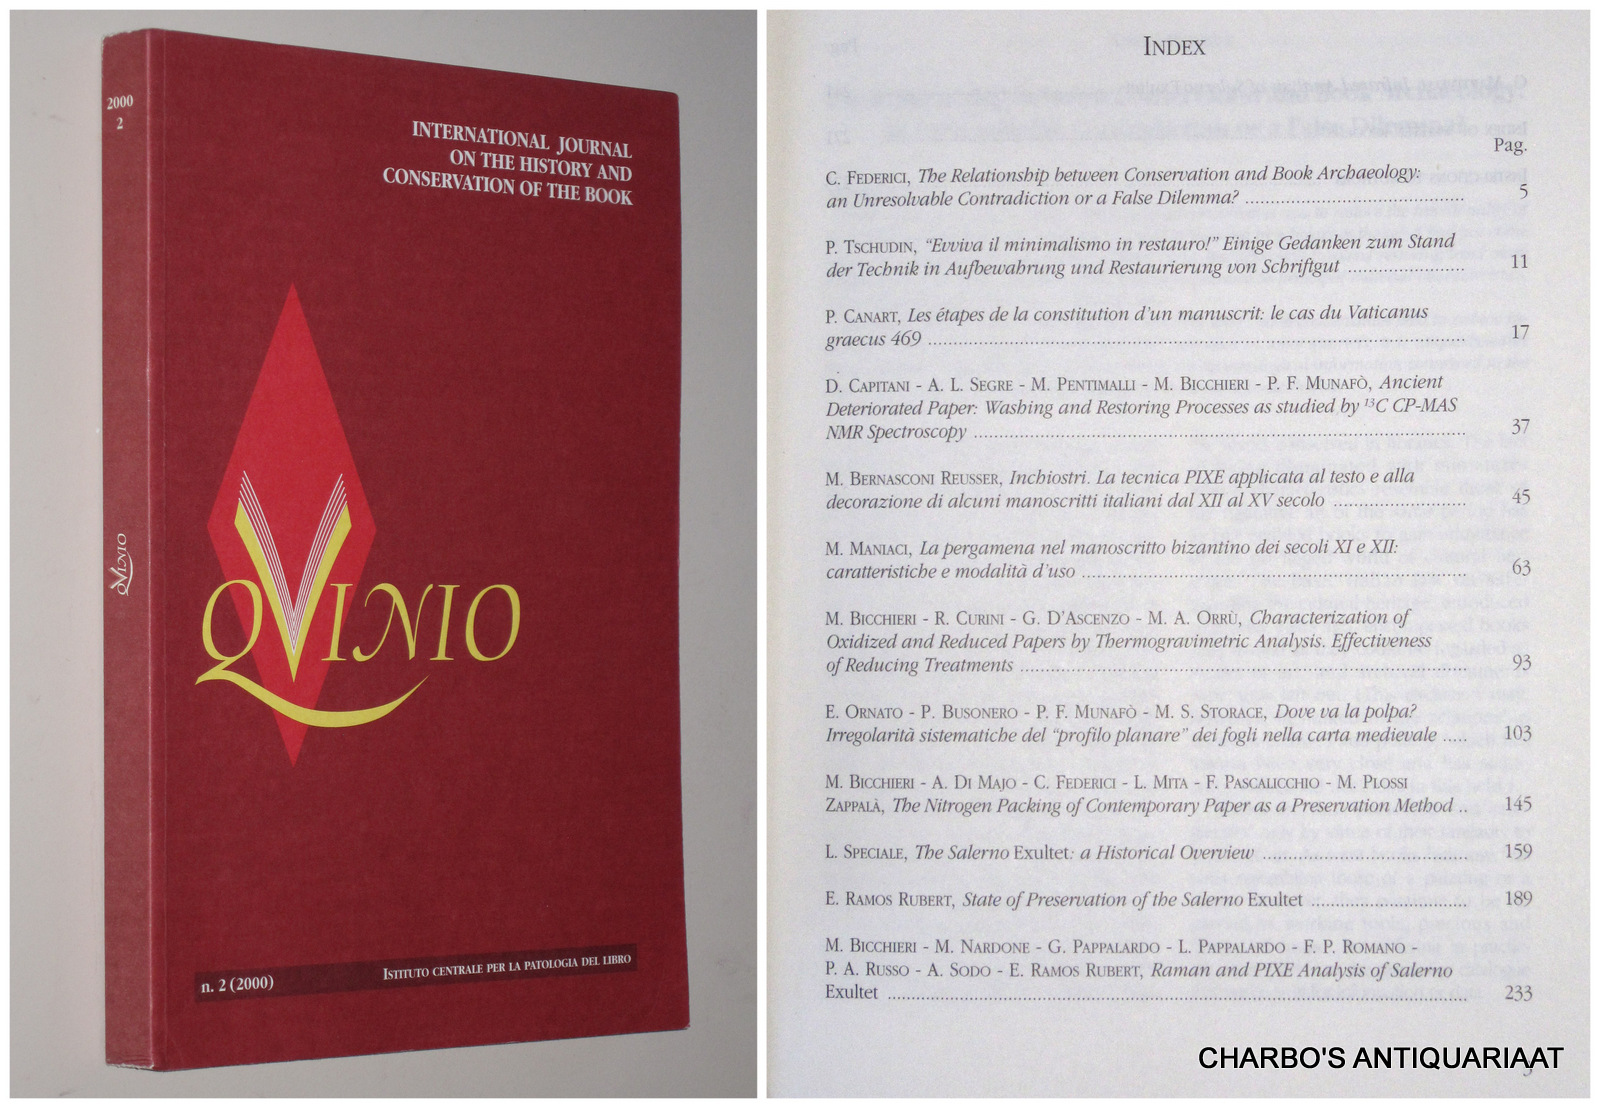 2000
2
QVINIO
INTERNATIONAL JOURNAL
ON THE HISTORY AND
CONSERVATION OF THE BOOK
QVINIO
n. 2 (2000)
ISTITUTO CENTRALE PER LA PATOLOGIA DEL LIBRO
INDEX
Pag.
C. FEDERICI, The Relationship between Conservation and Book Archaeology:
an Unresolvable Contradiction or a False Dilemma? .......................................... 5
P. TSCHUDIN, “Evviva il minimalismo in restauro!” Einige Gedanken zum Stand
der Technik in Aufbewahrung und Restaurierung von Schriftgut ...................... 11
P. CANART, Les étapes de la constitution d’un manuscrit: le cas du Vaticanus
graecus 469 .................................................................................................... 17
D. CAPITANI - A. L. SEGRE - M. PENTIMALLI - M. BICCHIERI - P. F. MUNAFÒ, Ancient
Deteriorated Paper: Washing and Restoring Processes as studied by ¹³C CP-MAS
NMR Spectroscopy ............................................................................................ 37
M. BERNASCONI REUSSER, Inchiostri. La tecnica PIXE applicata al testo e alla
decorazione di alcuni manoscritti italiani dal XII al XV secolo ......................... 45
M. MANIACI, La pergamena nel manoscritto bizantino dei secoli XI e XII:
caratteristiche e modalità d’uso ........................................................................ 63
M. BICCHIERI - R. CURINI - G. D’ASCENZO - M. A. ORRÙ, Characterization of
Oxidized and Reduced Papers by Thermogravimetric Analysis. Effectiveness
of Reducing Treatments .................................................................................... 93
E. ORNATO - P. BUSONERO - P. F. MUNAFÒ - M. S. STORACE, Dove va la polpa?
Irregolarità sistematiche del “profilo planare” dei fogli nella carta medievale ..... 103
M. BICCHIERI - A. DI MAJO - C. FEDERICI - L. MITA - F. PASCALICCHIO - M. PLOSSI
ZAPPALÀ, The Nitrogen Packing of Contemporary Paper as a Preservation Method .. 145
L. SPECIALE, The Salerno Exultet: a Historical Overview ........................................ 159
E. RAMOS RUBERT, State of Preservation of the Salerno Exultet .............................. 189
M. BICCHIERI - M. NARDONE - G. PAPPALARDO - L. PAPPALARDO - F. P. ROMANO -
P. A. RUSSO - A. SODO - E. RAMOS RUBERT, Raman and PIXE Analysis of Salerno
Exultet ............................................................................................................ 233
CHARBO'S ANTIQUARIAAT